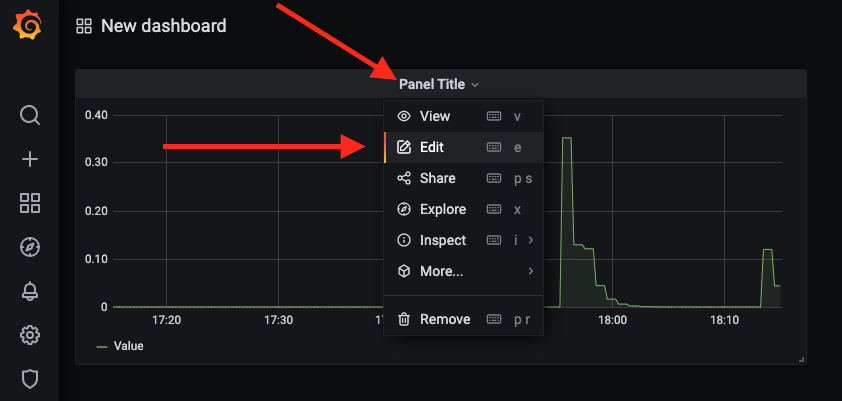 New dashboard
Panel Title
0.40
0.30
0.20
0.10
0
View v
Edit e
Share p s
Explore x
Inspect i
More...
Remove p r
17:20
17:30
18:00
18:10
Value